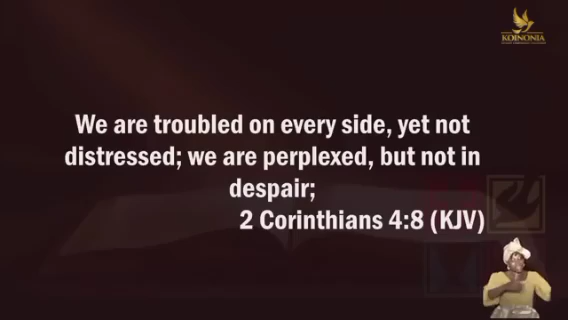 KOINONIA
We are troubled on every side, yet not
distressed; we are perplexed, but not in
despair;
2 Corinthians 4:8 (KJV)